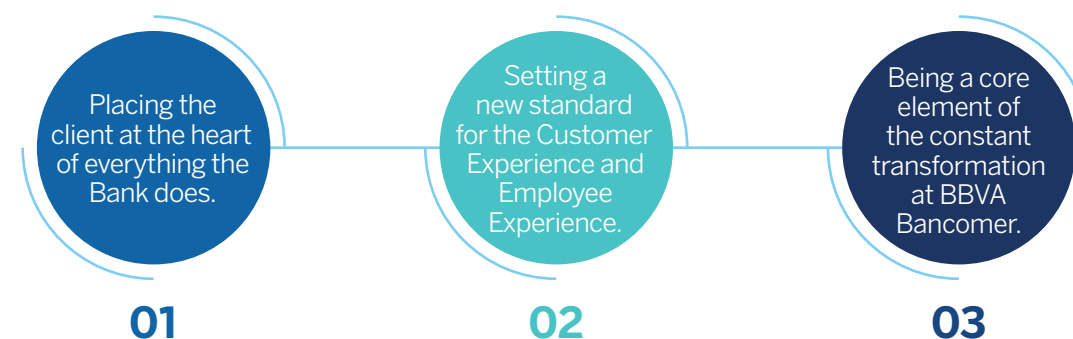 Placing the
client at the heart
of everything the
Bank does.
01
Setting a
new standard
for the Customer
Experience and
Employee
Experience.
02
Being a core
element of
the constant
transformation
at BBVA
Bancomer.
03